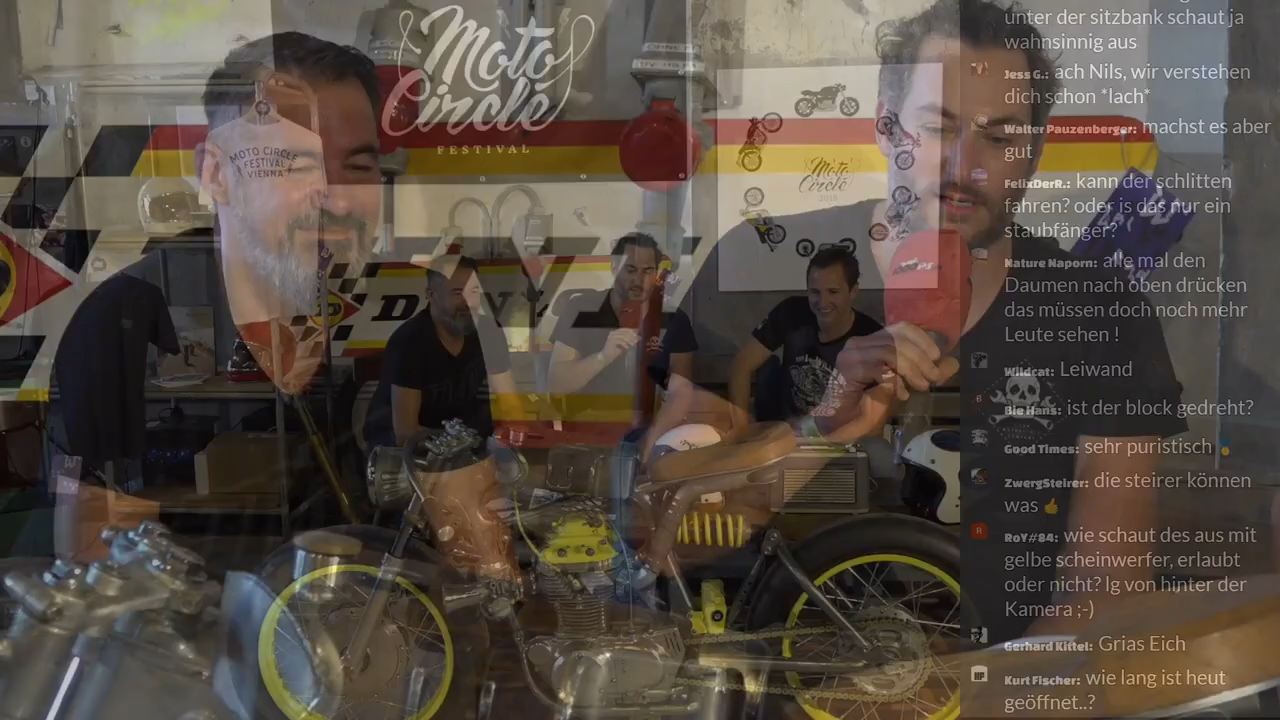 Moto
Circle
FESTIVAL
MOTO CIRCLE
FESTIVAL
VIENNA
Moto
Circle
2018
unter der sitzbank schaut ja
wahnsinnig aus
Jess G.: ach Nils, wir verstehen
dich schon *lach*
Walter Pauzenberger: machst es aber
gut
FelixDerR.: kann der schlitten
fahren? oder is das nur ein
staubfänger?
Nature Naporn: alle mal den
Daumen nach oben drücken
das müssen doch noch mehr
Leute sehen !
Wildcat: Leiwand
Bie Hans: ist der block gedreht?
Good Times: sehr puristisch
ZwergSteirer: die steirer können
was 👍
RoY#84: wie schaut des aus mit
gelbe scheinwerfer, erlaubt
oder nicht? lg von hinter der
Kamera ;-)
Gerhard Kittel: Grias Eich
Kurt Fischer: wie lang ist heut
geöffnet..?